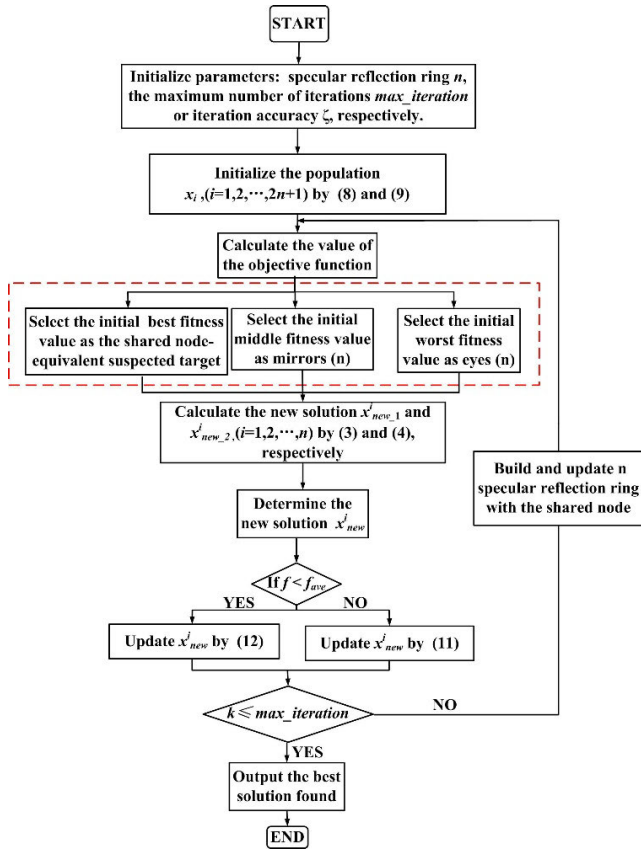 START
Initialize parameters: specular reflection ring n,
the maximum number of iterations max_iteration
or iteration accuracy ζ, respectively.
Initialize the population
xᵢ ,(i=1,2,⋯,2n+1) by (8) and (9)
Calculate the value of
the objective function
Select the initial best fitness
value as the shared node-
equivalent suspected target
Select the initial
middle fitness
value as mirrors (n)
Select the initial
worst fitness
value as eyes (n)
Calculate the new solution xⁱnew_1 and
xⁱnew_2,(i=1,2,⋯,n) by (3) and (4),
respectively
Build and update n
specular reflection ring
with the shared node
Determine the
new solution xⁱnew
If f < fave
YES
NO
Update xⁱnew by (12)
Update xⁱnew by (11)
k ≤ max_iteration
NO
YES
Output the best
solution found
END